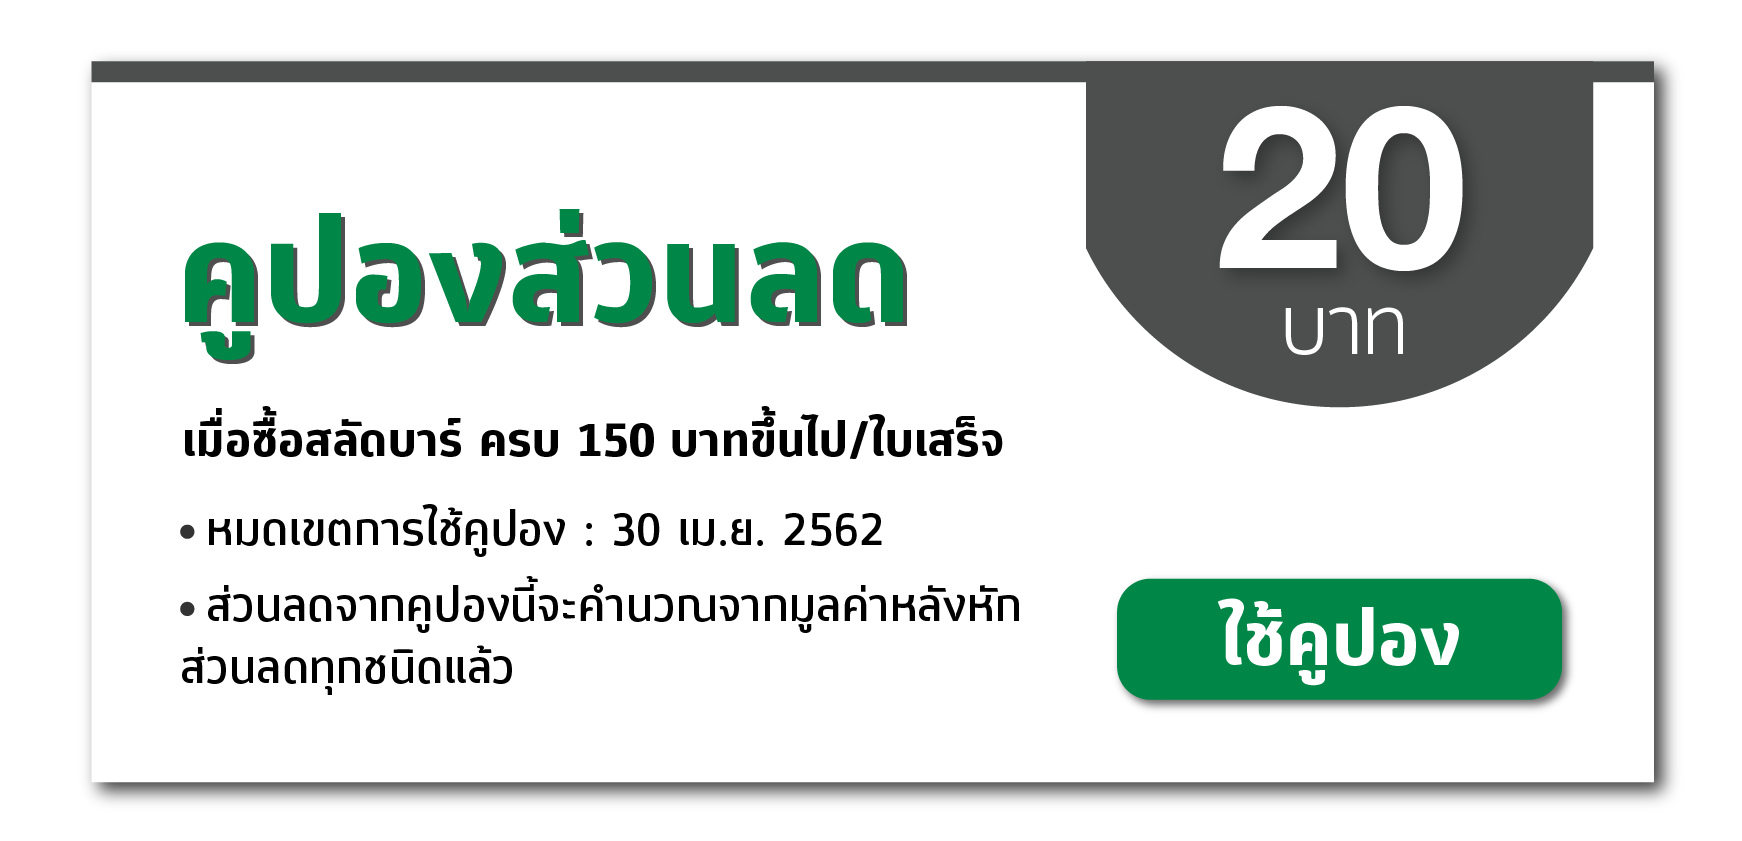 20
บาท
คูปองส่วนลด
เมื่อซื้อสลัดบาร์ ครบ 150 บาทขึ้นไป/ใบเสร็จ
• หมดเขตการใช้คูปอง : 30 เม.ย. 2562
• ส่วนลดจากคูปองนี้จะคำนวณจากมูลค่าหลังหัก
ส่วนลดทุกชนิดแล้ว
ใช้คูปอง